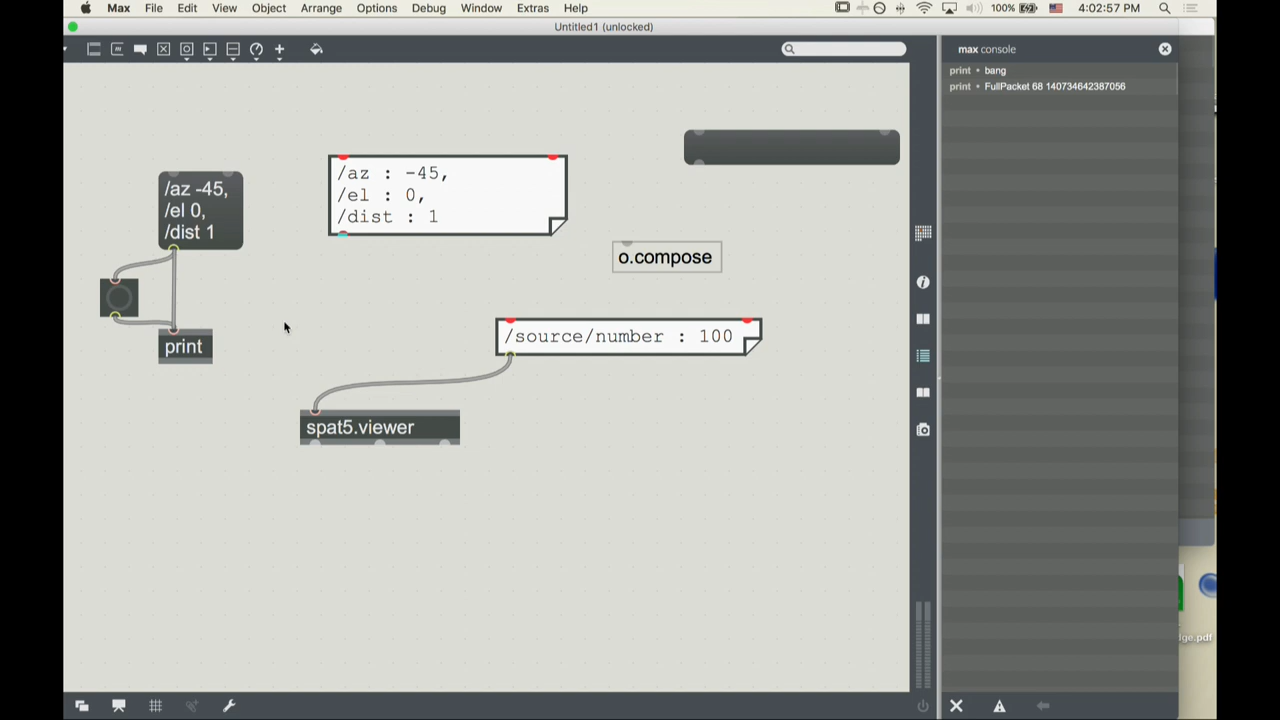 Max File Edit View Object Arrange Options Debug Window Extras Help 100% 4:02:57 PM
Untitled1 (unlocked)
max console
print • bang
print • FullPacket 68 140734642387056
/az -45,
/el 0,
/dist 1
/az : -45,
/el : 0,
/dist : 1
o.compose
print
/source/number : 100
spat5.viewer
dge.pdf